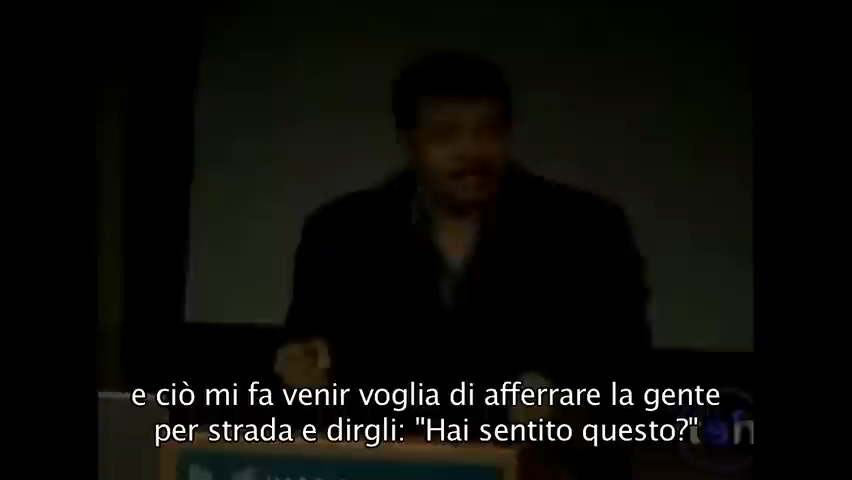 e ciò mi fa venir voglia di afferrare la gente
per strada e dirgli: "Hai sentito questo?"